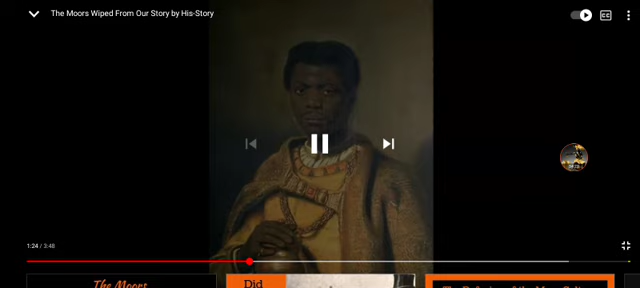 The Moors Wiped From Our Story by His-Story
CC
1:24 / 3:48
The Moors
Did